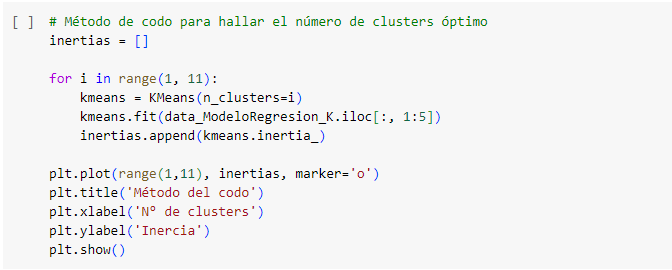 [ ] # Método de codo para hallar el número de clusters óptimo
inertias = []
for i in range(1, 11):
kmeans = KMeans(n_clusters=i)
kmeans.fit(data_ModeloRegresion_K.iloc[:, 1:5])
inertias.append(kmeans.inertia_)
plt.plot(range(1,11), inertias, marker='o')
plt.title('Método del codo')
plt.xlabel('Nº de clusters')
plt.ylabel('Inercia')
plt.show()